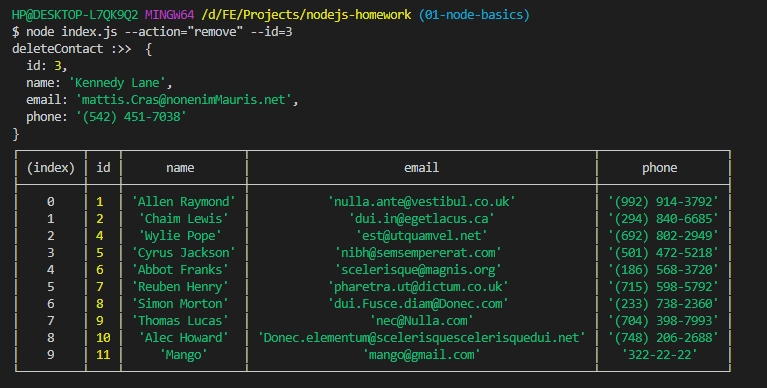 HP@DESKTOP-L7QK9Q2 MINGW64 /d/FE/Projects/nodejs-homework (01-node-basics)
$ node index.js --action="remove" --id=3
deleteContact :>>  {
  id: 3,
  name: 'Kennedy Lane',
  email: 'mattis.Cras@nonenimMauris.net',
  phone: '(542) 451-7038'
}
(index) id name email phone
0 1 'Allen Raymond' 'nulla.ante@vestibul.co.uk' '(992) 914-3792'
1 2 'Chaim Lewis' 'dui.in@egetlacus.ca' '(294) 840-6685'
2 4 'Wylie Pope' 'est@utquamvel.net' '(692) 802-2949'
3 5 'Cyrus Jackson' 'nibh@semsempererat.com' '(501) 472-5218'
4 6 'Abbot Franks' 'scelerisque@magnis.org' '(186) 568-3720'
5 7 'Reuben Henry' 'pharetra.ut@dictum.co.uk' '(715) 598-5792'
6 8 'Simon Morton' 'dui.Fusce.diam@Donec.com' '(233) 738-2360'
7 9 'Thomas Lucas' 'nec@Nulla.com' '(704) 398-7993'
8 10 'Alec Howard' 'Donec.elementum@scelerisquescelerisquedui.net' '(748) 206-2688'
9 11 'Mango' 'mango@gmail.com' '322-22-22'